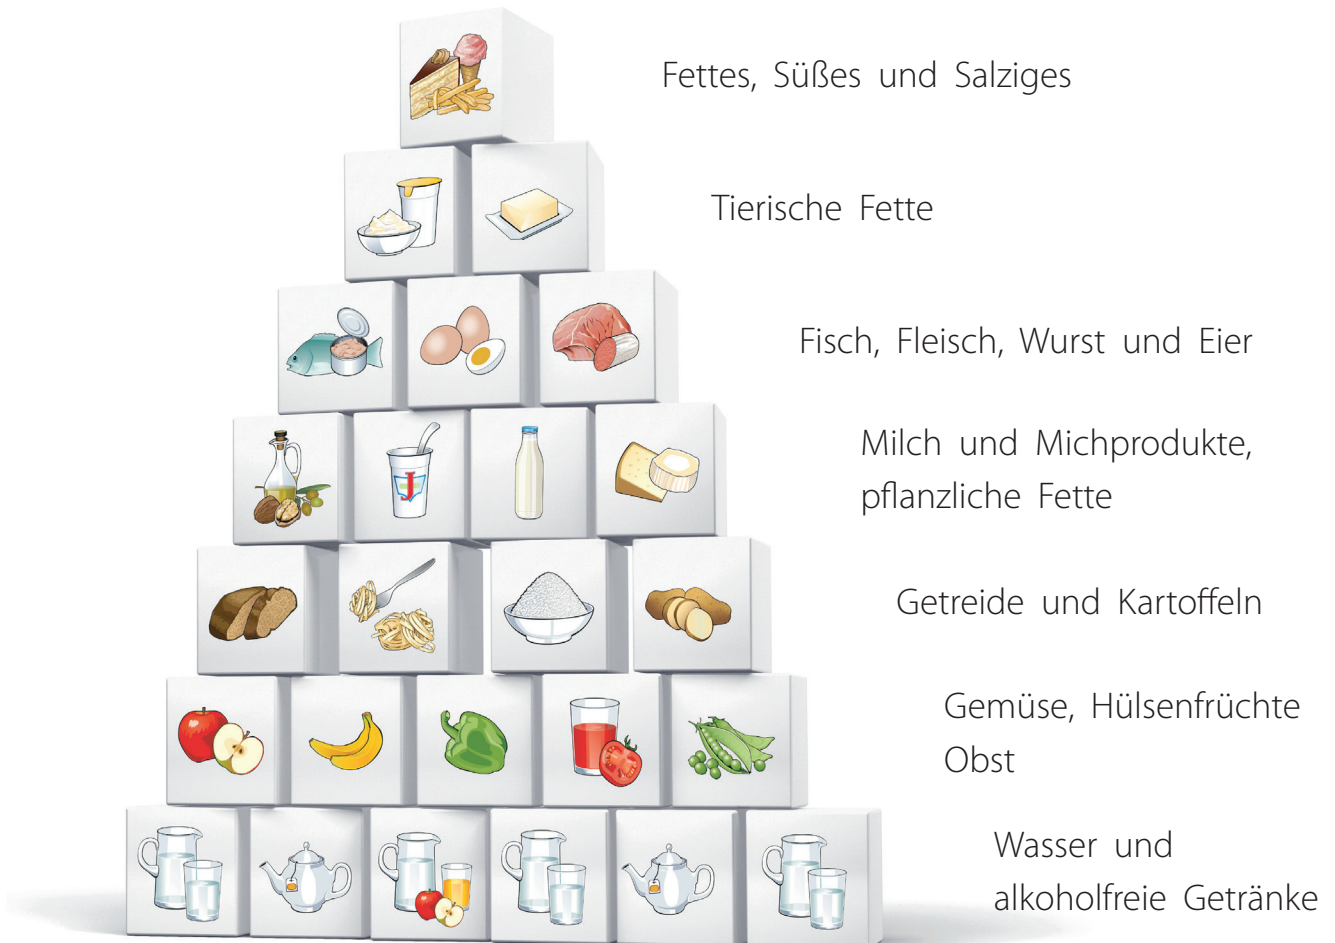 Fettes, Süßes und Salziges
Tierische Fette
Fisch, Fleisch, Wurst und Eier
J
Milch und Michprodukte,
pflanzliche Fette
Getreide und Kartoffeln
Gemüse, Hülsenfrüchte
Obst
Wasser und
alkoholfreie Getränke